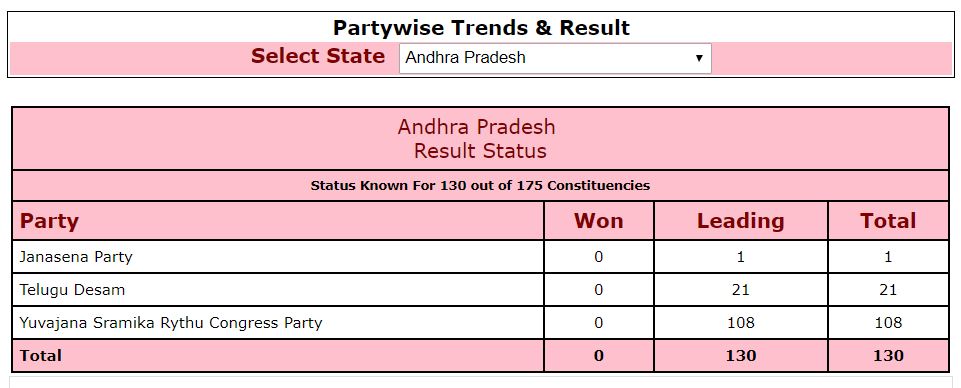 Partywise Trends & Result
Select State Andhra Pradesh
Andhra Pradesh
Result Status
Status Known For 130 out of 175 Constituencies
Party Won Leading Total
Janasena Party 0 1 1
Telugu Desam 0 21 21
Yuvajana Sramika Rythu Congress Party 0 108 108
Total 0 130 130